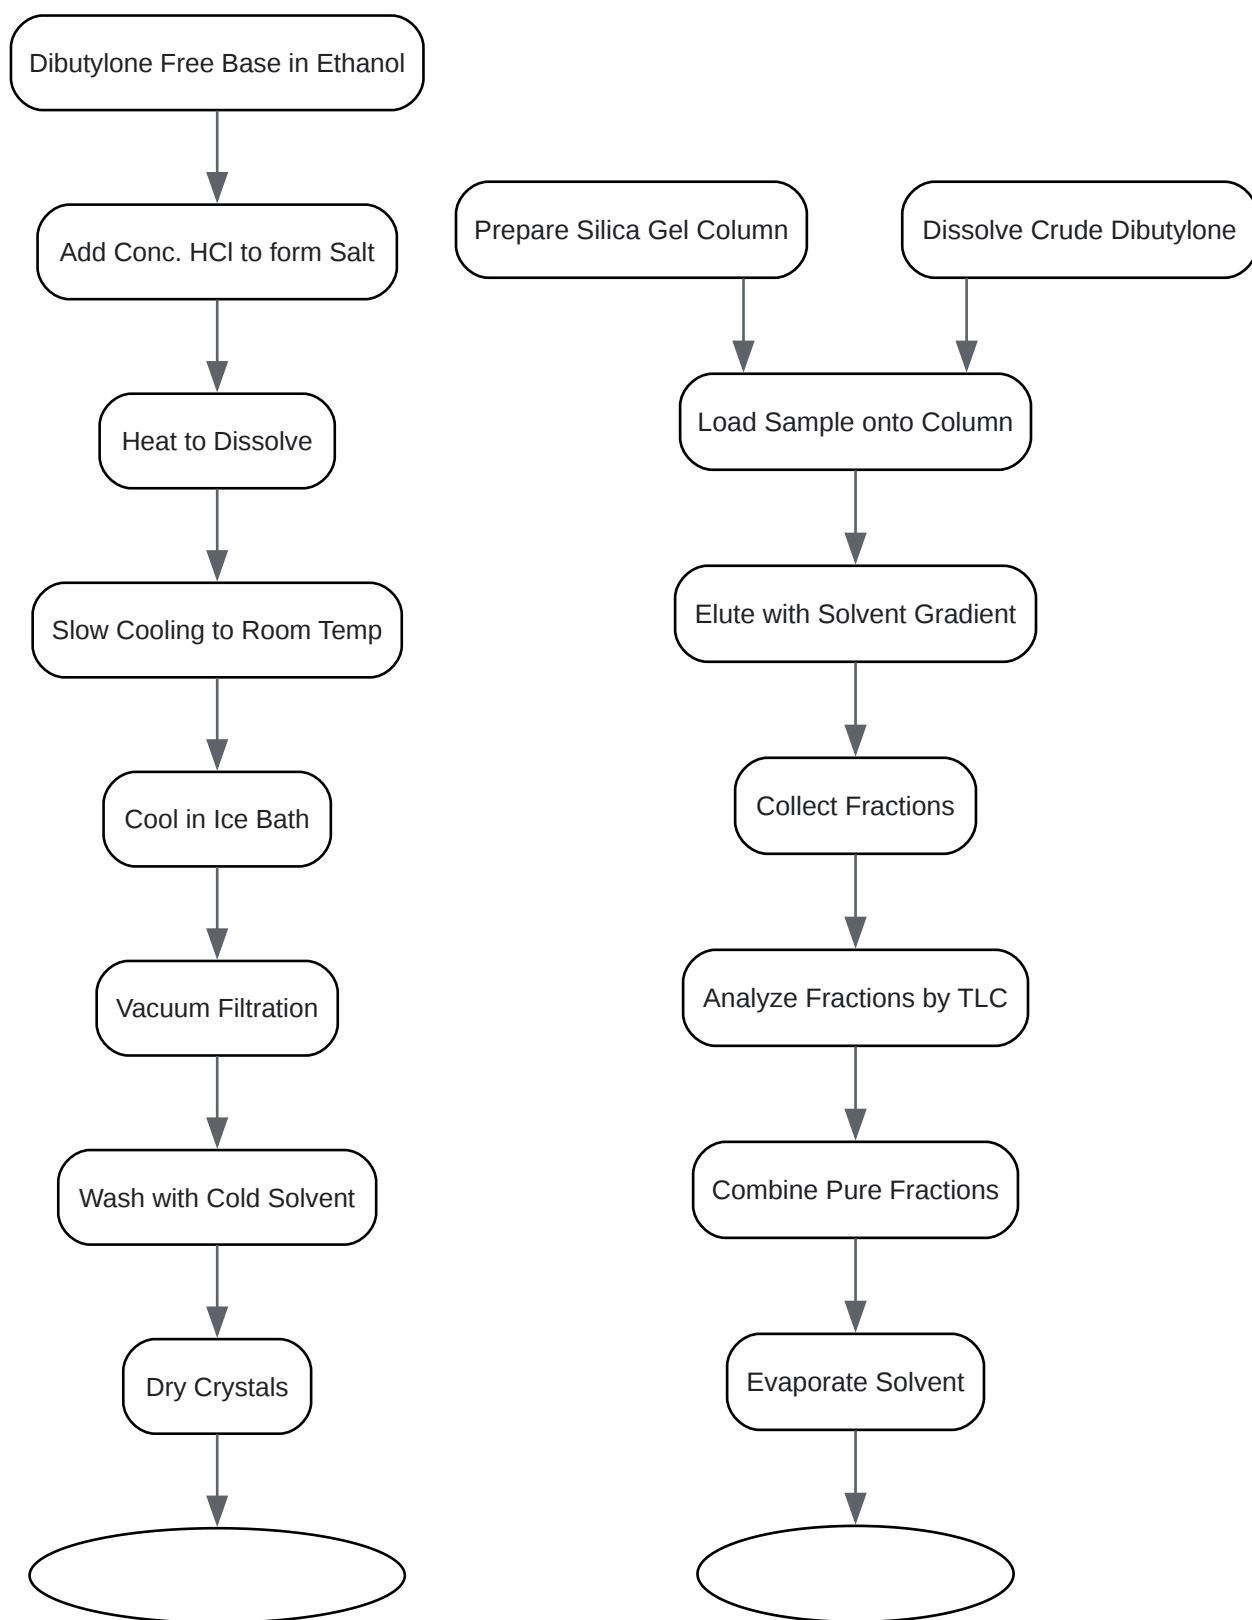 Dibutylone Free Base in Ethanol
Add Conc. HCl to form Salt
Heat to Dissolve
Slow Cooling to Room Temp
Cool in Ice Bath
Vacuum Filtration
Wash with Cold Solvent
Dry Crystals
Prepare Silica Gel Column
Dissolve Crude Dibutylone
Load Sample onto Column
Elute with Solvent Gradient
Collect Fractions
Analyze Fractions by TLC
Combine Pure Fractions
Evaporate Solvent